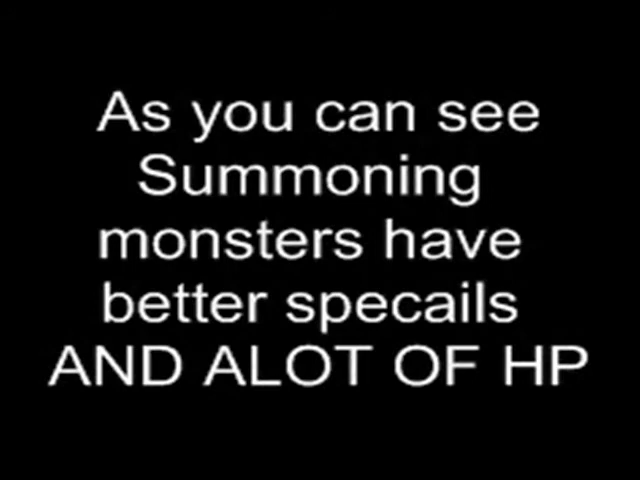 As you can see
Summoning
monsters have
better specails
AND ALOT OF HP